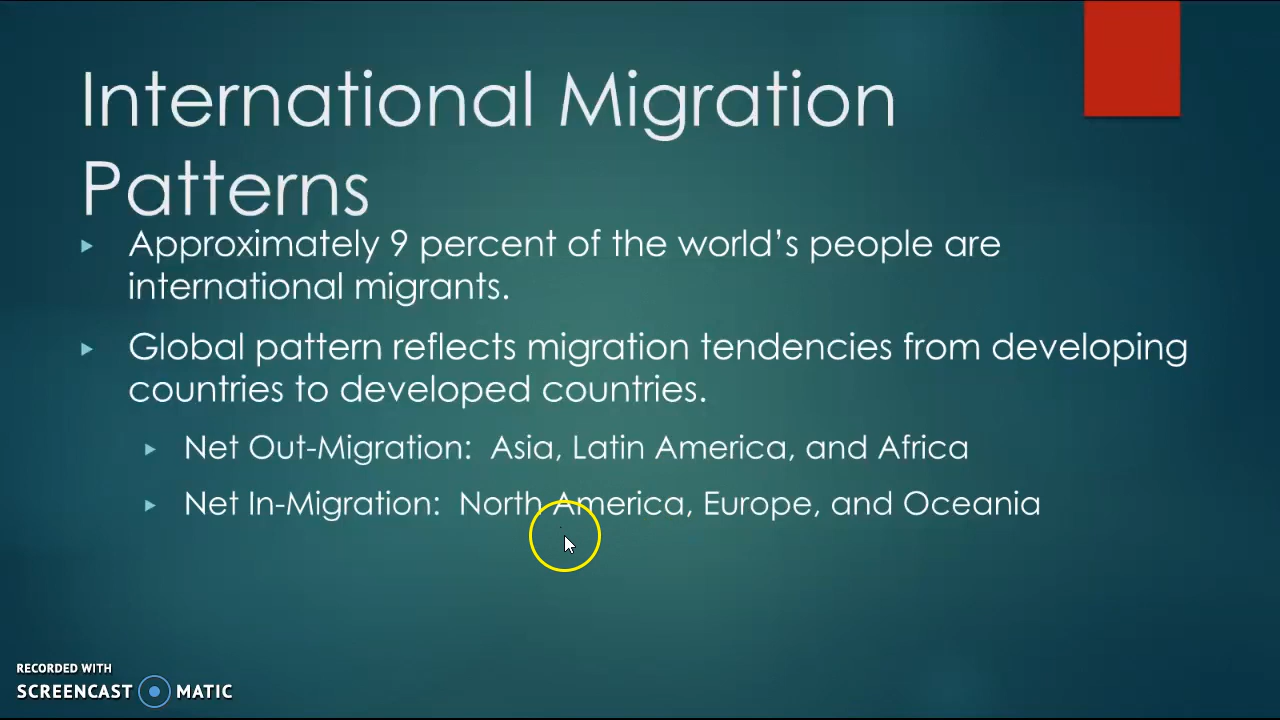 International Migration
Patterns
Approximately 9 percent of the world's people are
international migrants.
Global pattern reflects migration tendencies from developing
countries to developed countries.
Net Out-Migration:  Asia, Latin America, and Africa
Net In-Migration:  North America, Europe, and Oceania
RECORDED WITH
SCREENCAST MATIC